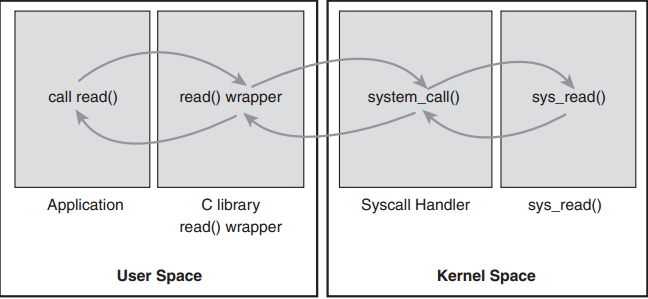 call read()
read() wrapper
system_call()
sys_read()
Application
C library
read() wrapper
Syscall Handler
sys_read()
User Space
Kernel Space